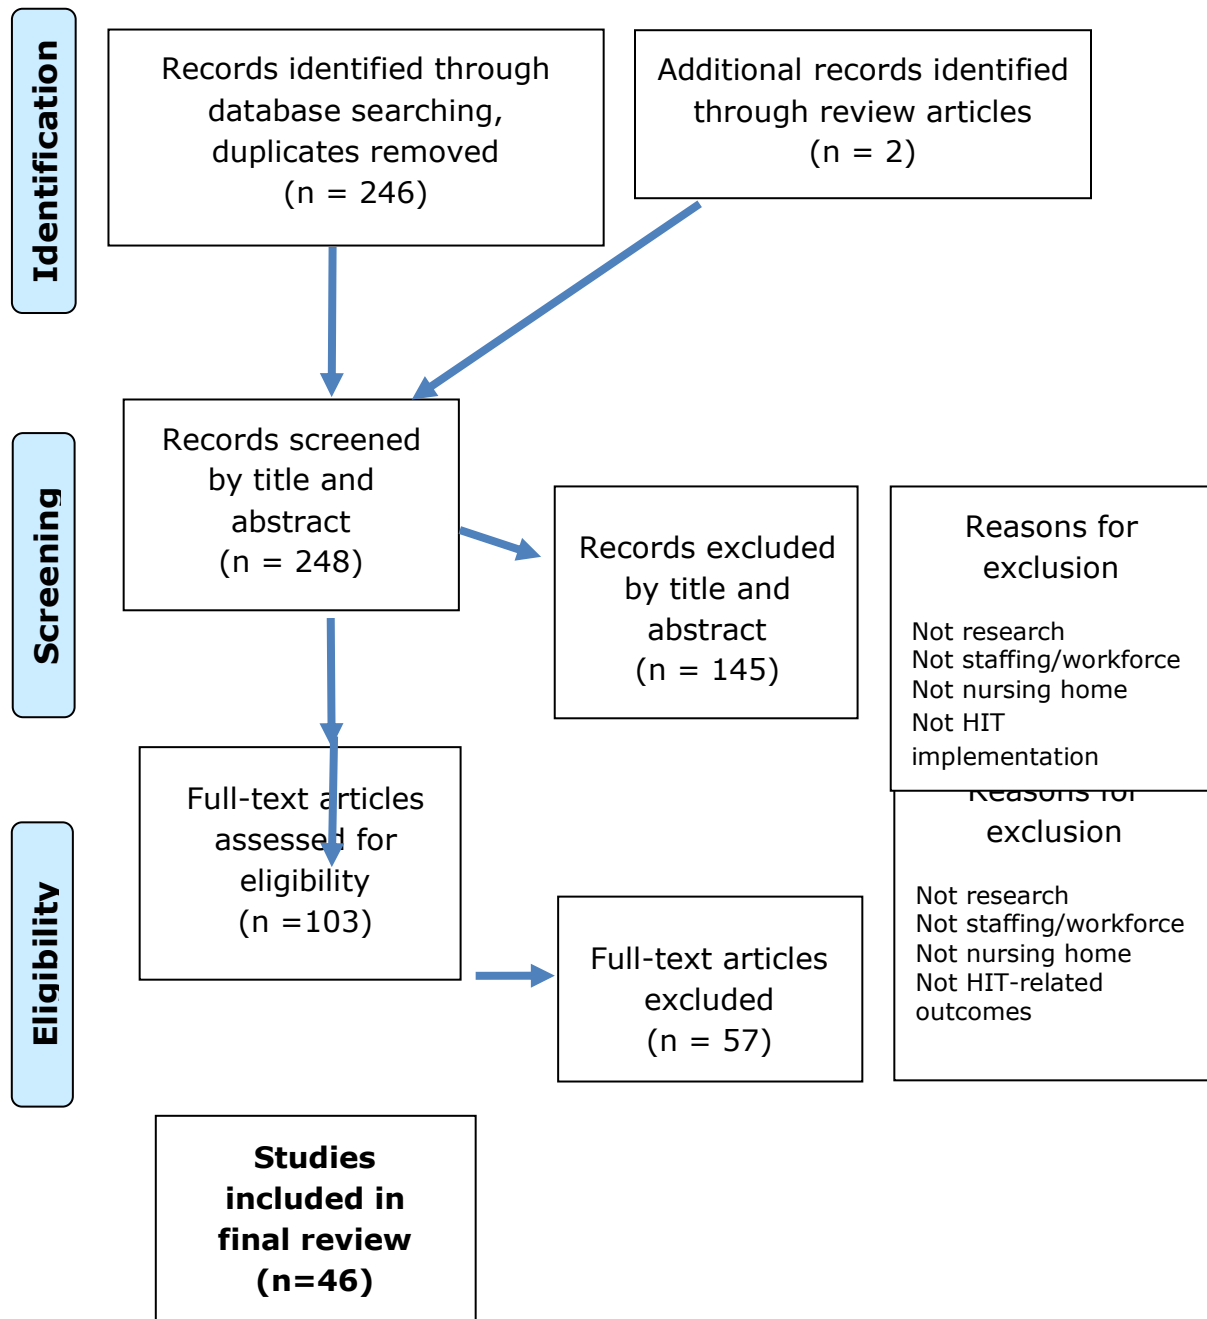 Identification
Records identified through
database searching,
duplicates removed
(n = 246)
Additional records identified
through review articles
(n = 2)
Screening
Records screened
by title and
abstract
(n = 248)
Records excluded
by title and
abstract
(n = 145)
Reasons for
exclusion
Not research
Not staffing/workforce
Not nursing home
Not HIT
implementation
Eligibility
Full-text articles
assessed for
eligibility
(n =103)
Full-text articles
excluded
(n = 57)
Reasons for
exclusion
Not research
Not staffing/workforce
Not nursing home
Not HIT-related
outcomes
Studies
included in
final review
(n=46)